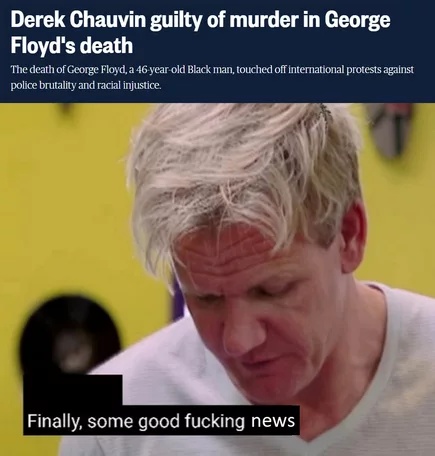 Derek Chauvin guilty of murder in George
Floyd's death
The death of George Floyd, a 46-year-old Black man, touched off international protests against
police brutality and racial injustice.
Finally, some good fucking news